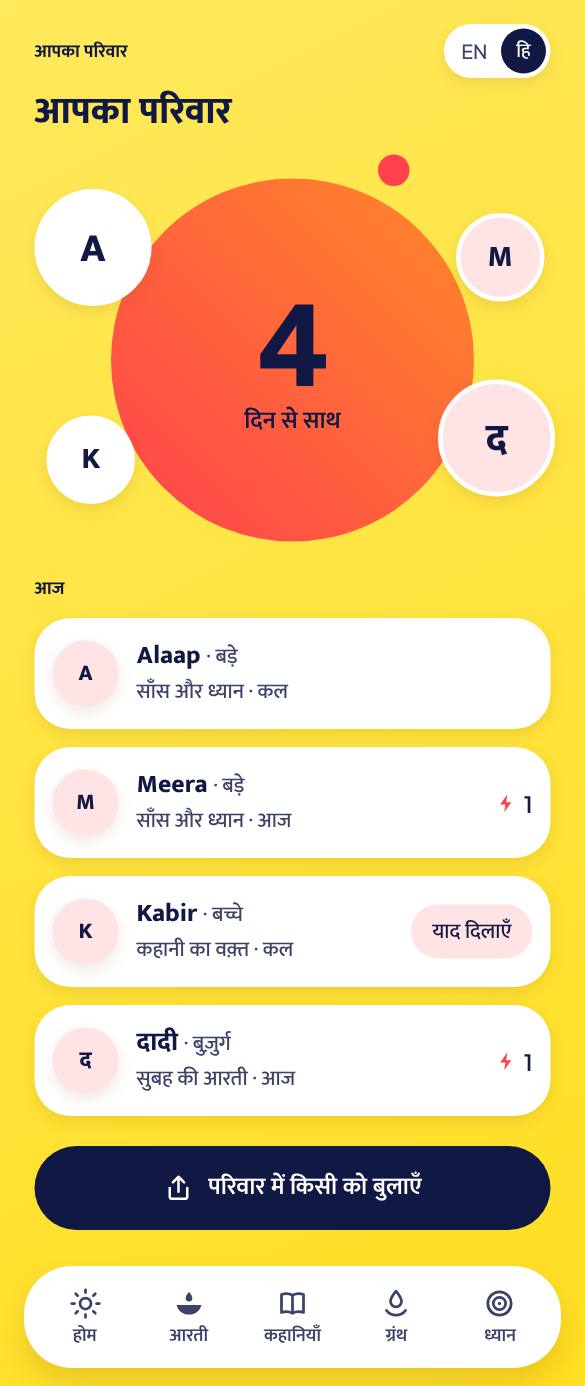 आपका परिवार
EN हि
आपका परिवार
A
M
4
दिन से साथ
द
K
आज
A
Alaap · बड़े
साँस और ध्यान · कल
M
Meera · बड़े
साँस और ध्यान · आज
1
K
Kabir · बच्चे
कहानी का वक़्त · कल
याद दिलाएँ
द
दादी · बुज़ुर्ग
सुबह की आरती · आज
1
परिवार में किसी को बुलाएँ
होम आरती कहानियाँ ग्रंथ ध्यान